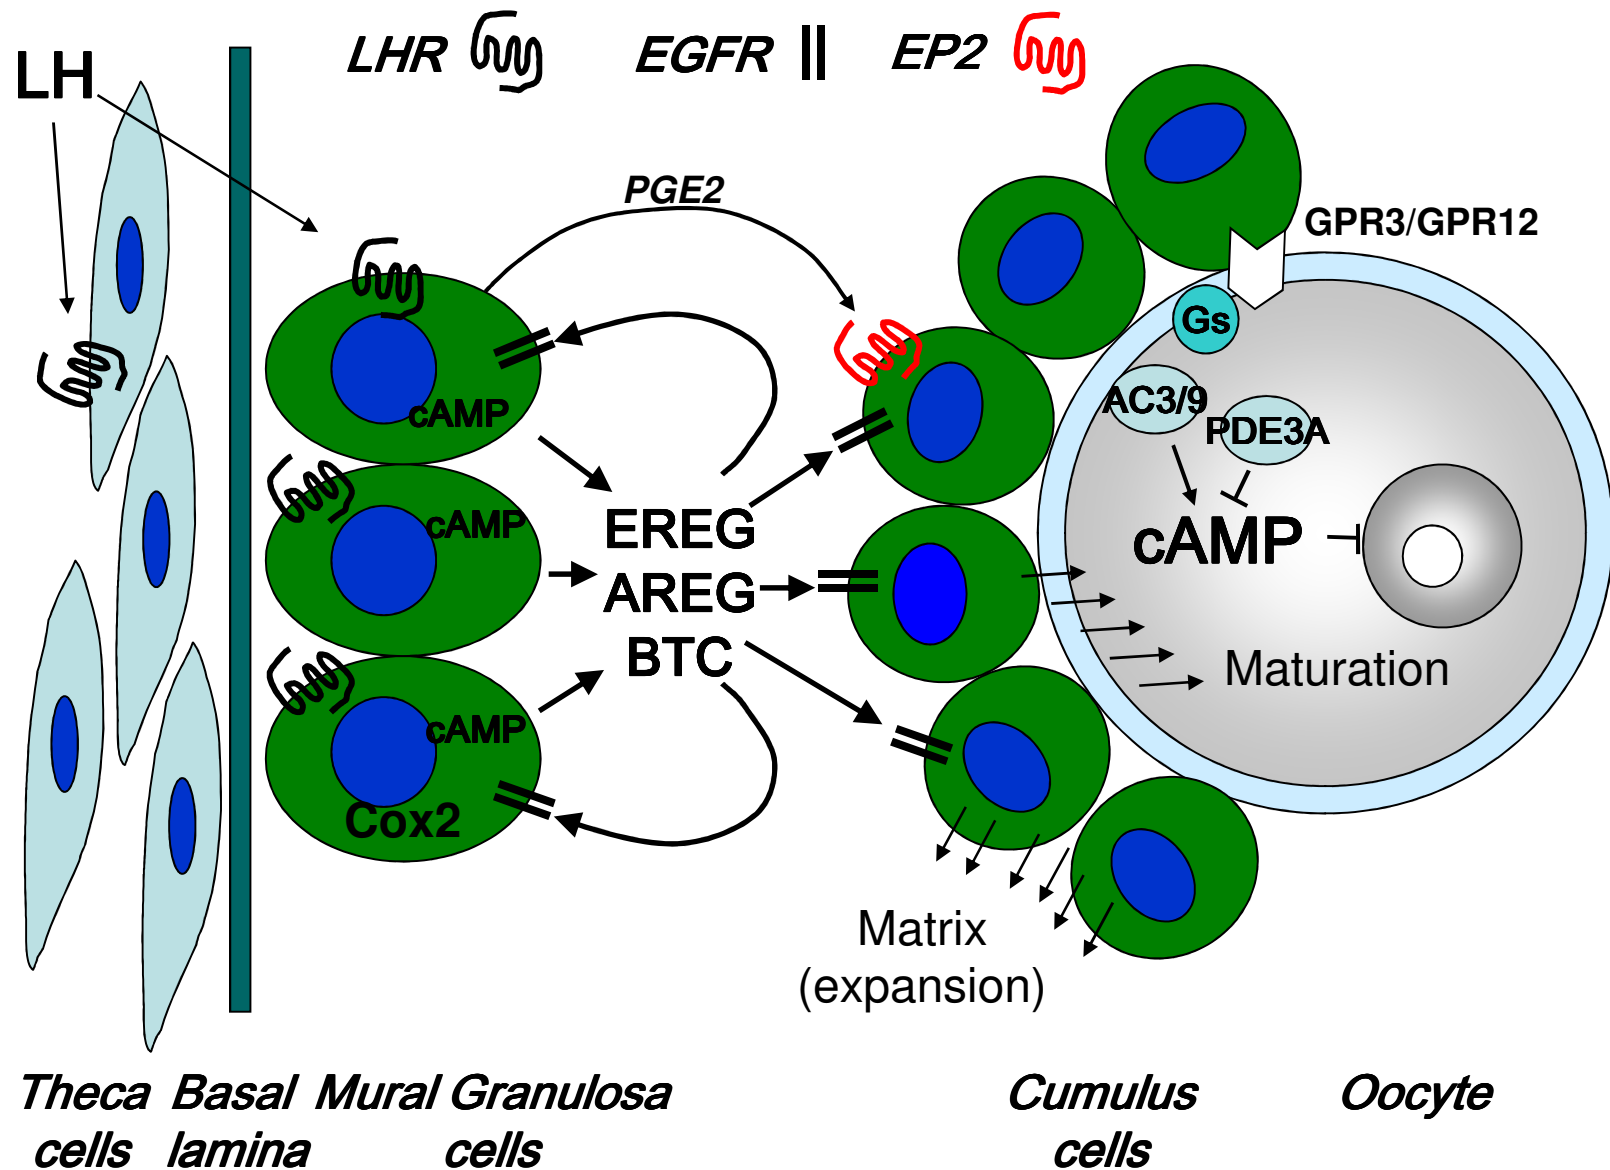 LH
LHR
EGFR
EP2
PGE2
GPR3/GPR12
Gs
AC3/9
PDE3A
cAMP
cAMP
cAMP
cAMP
Cox2
EREG
AREG
BTC
Maturation
Matrix
(expansion)
Theca
cells
Basal
lamina
Mural Granulosa
cells
Cumulus
cells
Oocyte